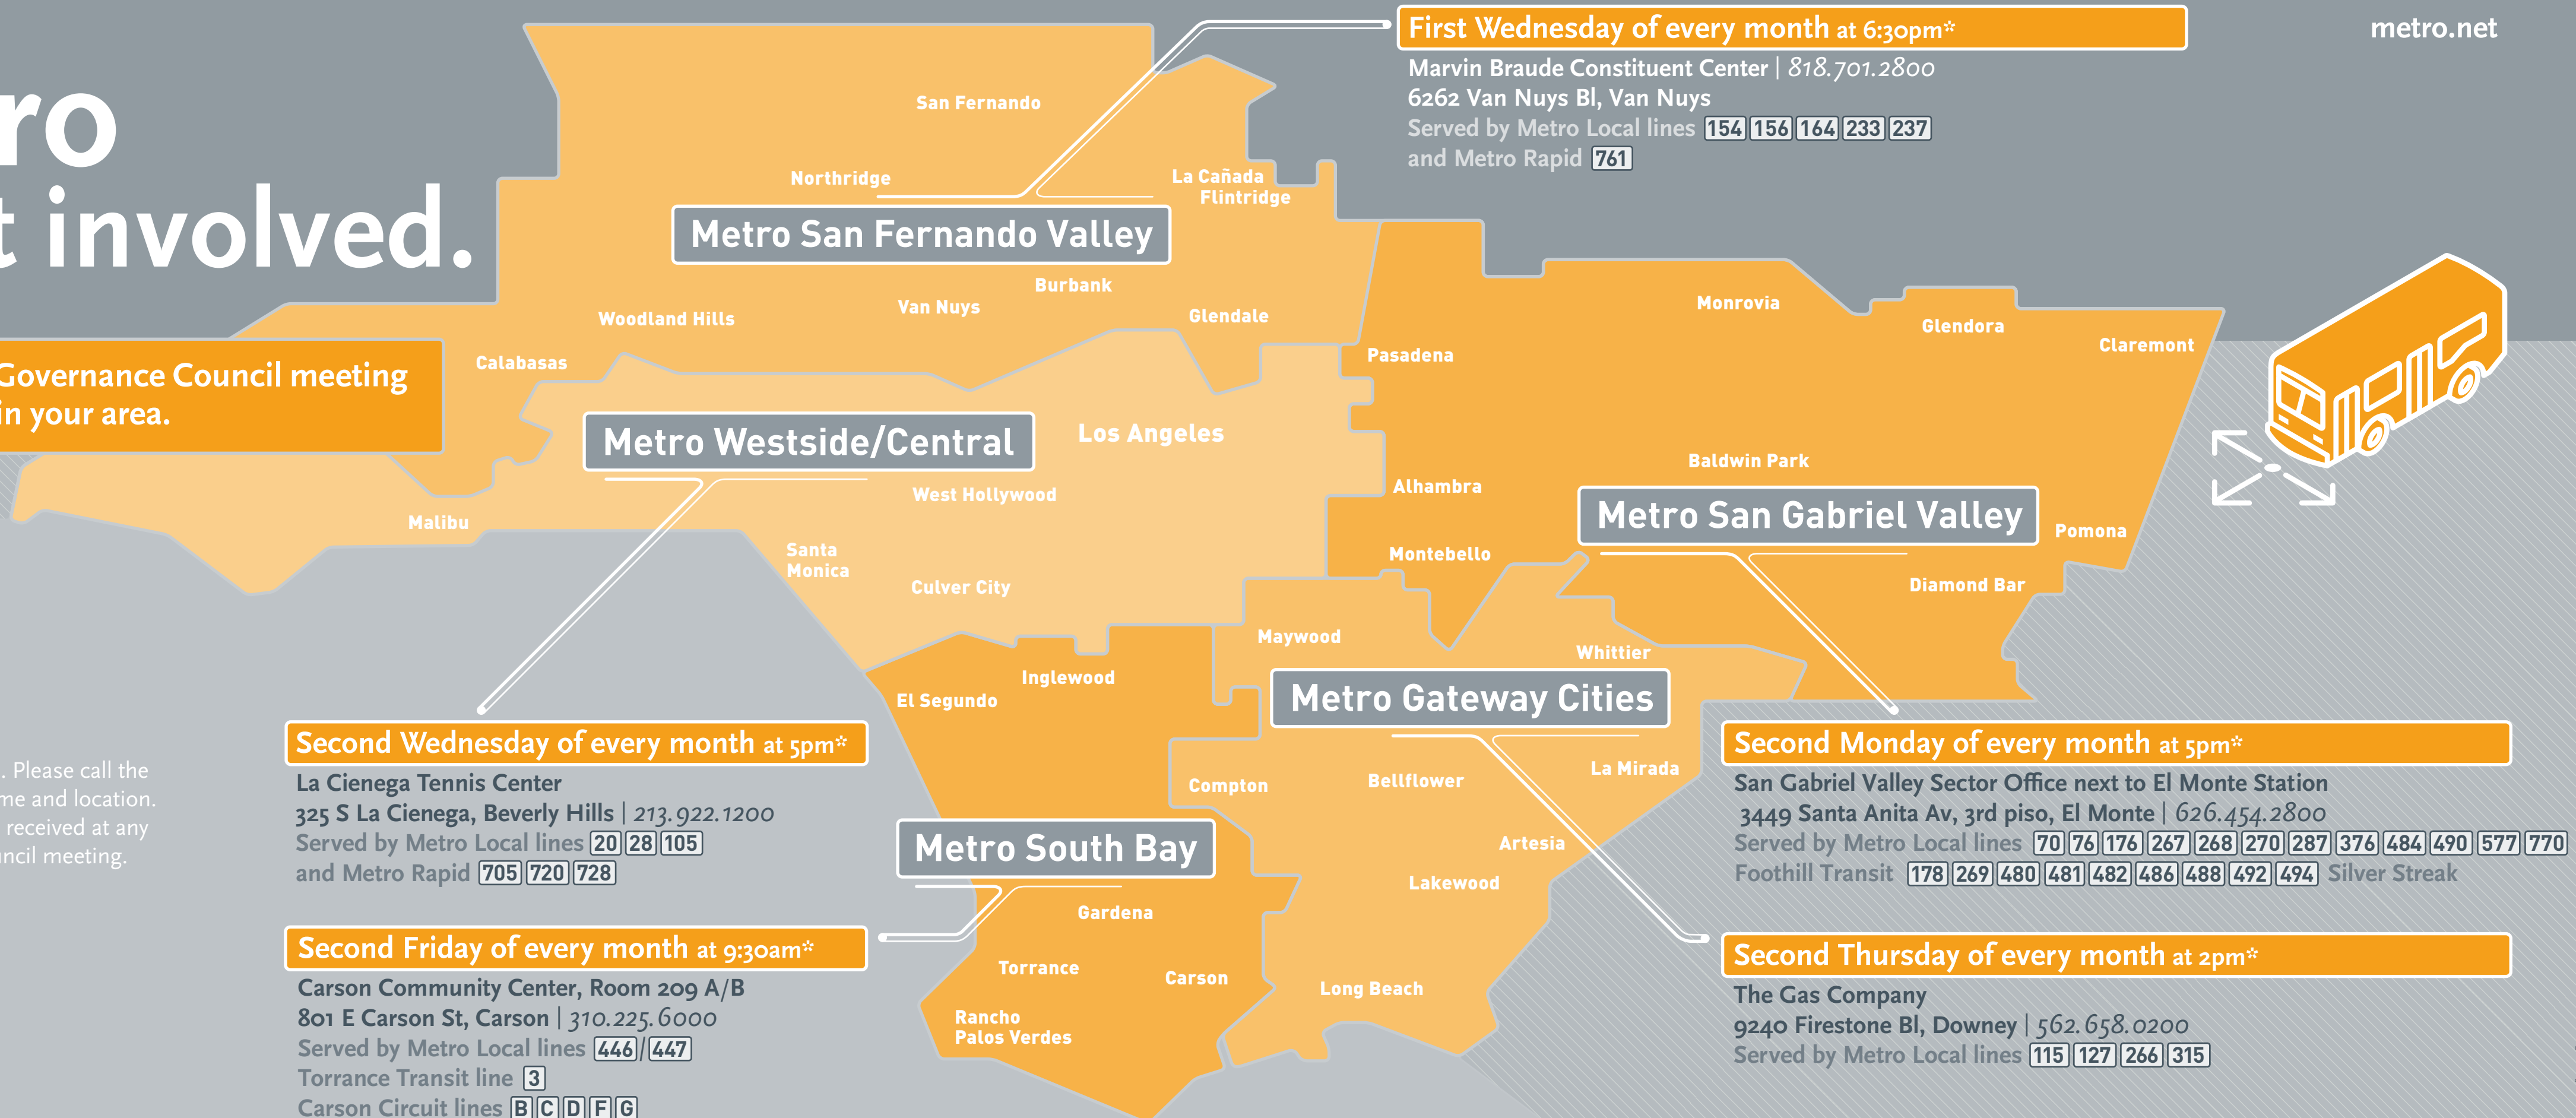 ro
t involved.
Governance Council meeting
in your area.
. Please call the
me and location.
received at any
uncil meeting.
metro.net
First Wednesday of every month at 6:30pm*
Marvin Braude Constituent Center | 818.701.2800
6262 Van Nuys Bl, Van Nuys
Served by Metro Local lines 154 156 164 233 237
and Metro Rapid 761
San Fernando
Northridge
La Cañada
Flintridge
Metro San Fernando Valley
Burbank
Van Nuys
Woodland Hills
Glendale
Calabasas
Monrovia
Glendora
Claremont
Pasadena
Metro Westside/Central
Los Angeles
West Hollywood
Malibu
Santa
Monica
Culver City
Baldwin Park
Alhambra
Metro San Gabriel Valley
Pomona
Montebello
Diamond Bar
Maywood
Whittier
Inglewood
El Segundo
Metro Gateway Cities
La Mirada
Bellflower
Compton
Artesia
Lakewood
Metro South Bay
Gardena
Torrance
Carson
Long Beach
Rancho
Palos Verdes
Second Wednesday of every month at 5pm*
La Cienega Tennis Center
325 S La Cienega, Beverly Hills | 213.922.1200
Served by Metro Local lines 20 28 105
and Metro Rapid 705 720 728
Second Friday of every month at 9:30am*
Carson Community Center, Room 209 A/B
801 E Carson St, Carson | 310.225.6000
Served by Metro Local lines 446/447
Torrance Transit line 3
Carson Circuit lines B C D F G
Second Monday of every month at 5pm*
San Gabriel Valley Sector Office next to El Monte Station
3449 Santa Anita Av, 3rd piso, El Monte | 626.454.2800
Served by Metro Local lines 70 76 176 267 268 270 287 376 484 490 577 770
Foothill Transit 178 269 480 481 482 486 488 492 494 Silver Streak
Second Thursday of every month at 2pm*
The Gas Company
9240 Firestone Bl, Downey | 562.658.0200
Served by Metro Local lines 115 127 266 315